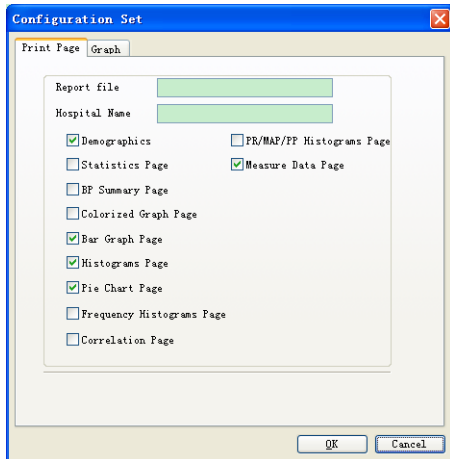 Configuration Set
Print Page Graph
Report file
Hospital Name
Demographics PR/MAP/PP Histograms Page
Statistics Page Measure Data Page
BP Summary Page
Colorized Graph Page
Bar Graph Page
Histograms Page
Pie Chart Page
Frequency Histograms Page
Correlation Page
OK Cancel